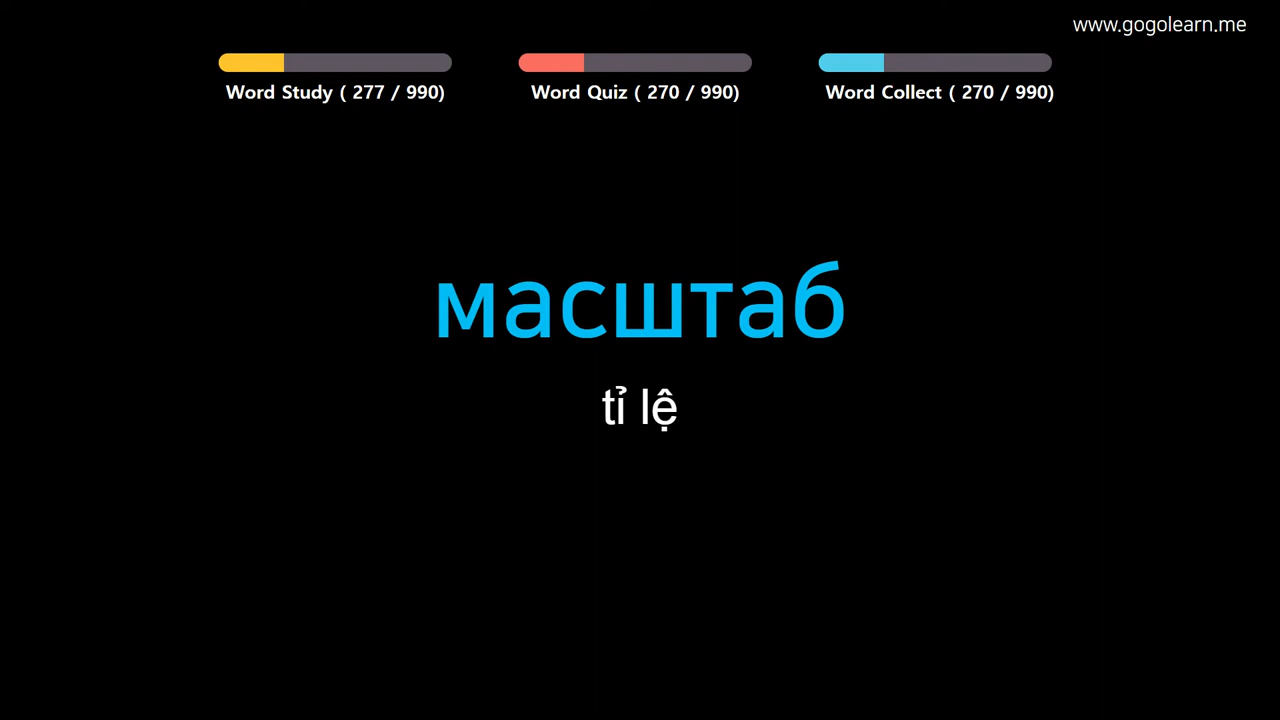 www.gogolearn.me
Word Study ( 277 / 990)
Word Quiz ( 270 / 990)
Word Collect ( 270 / 990)
масштаб
tỉ lệ